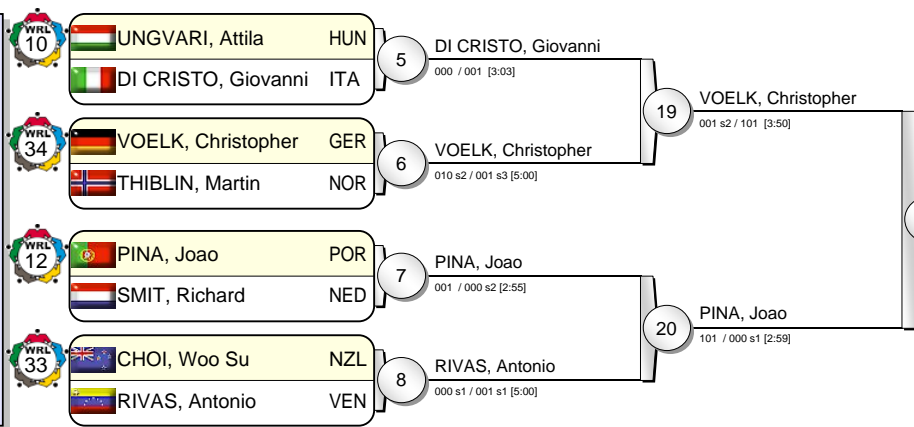 WRL
10
UNGVARI, Attila HUN
DI CRISTO, Giovanni ITA
5
DI CRISTO, Giovanni
000 / 001 [3:03]
WRL
34
VOELK, Christopher GER
THIBLIN, Martin NOR
6
VOELK, Christopher
010 s2 / 001 s3 [5:00]
19
VOELK, Christopher
001 s2 / 101 [3:50]
WRL
12
PINA, Joao POR
SMIT, Richard NED
7
PINA, Joao
001 / 000 s2 [2:55]
WRL
33
CHOI, Woo Su NZL
RIVAS, Antonio VEN
8
RIVAS, Antonio
000 s1 / 001 s1 [5:00]
20
PINA, Joao
101 / 000 s1 [2:59]